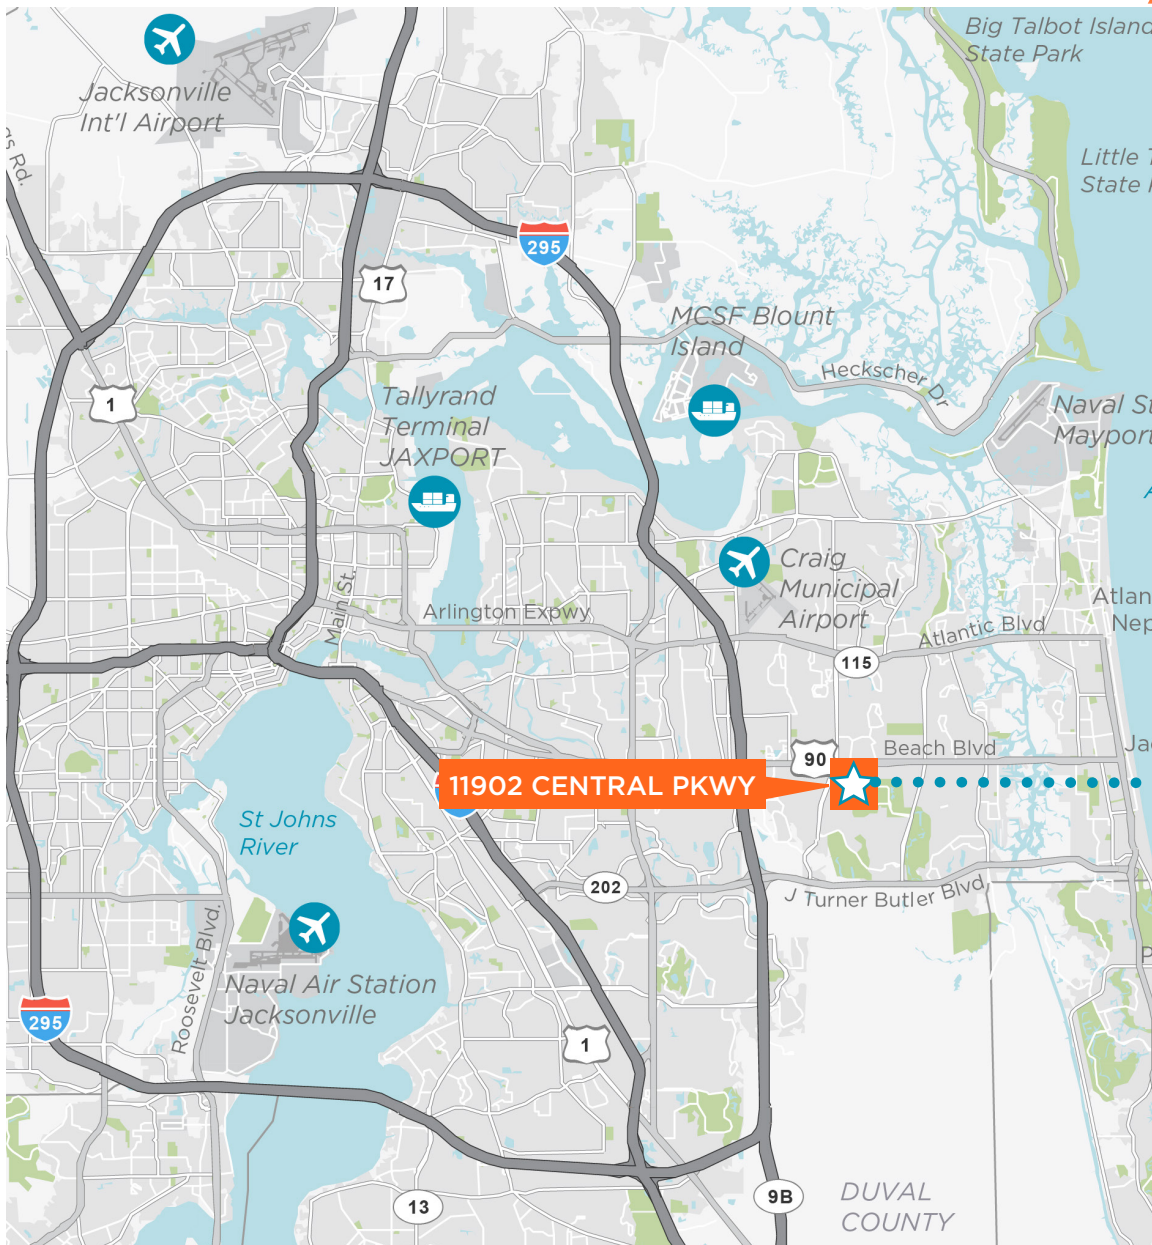 Big Talbot Island
State Park
Jacksonville
Int'l Airport
Rd.
Little
State
295
17
MCSF Blount
Island
Heckscher Dr
1
Tallyrand
Terminal
JAXPORT
Naval
Mayport
Craig
Municipal
Airport
Main St.
Arlington Expwy
Atlantic Blvd
115
Beach Blvd
90
11902 CENTRAL PKWY
St Johns
River
202
J Turner Butler Blvd
Roosevelt Blvd.
Naval Air Station
Jacksonville
295
1
13
9B
DUVAL
COUNTY